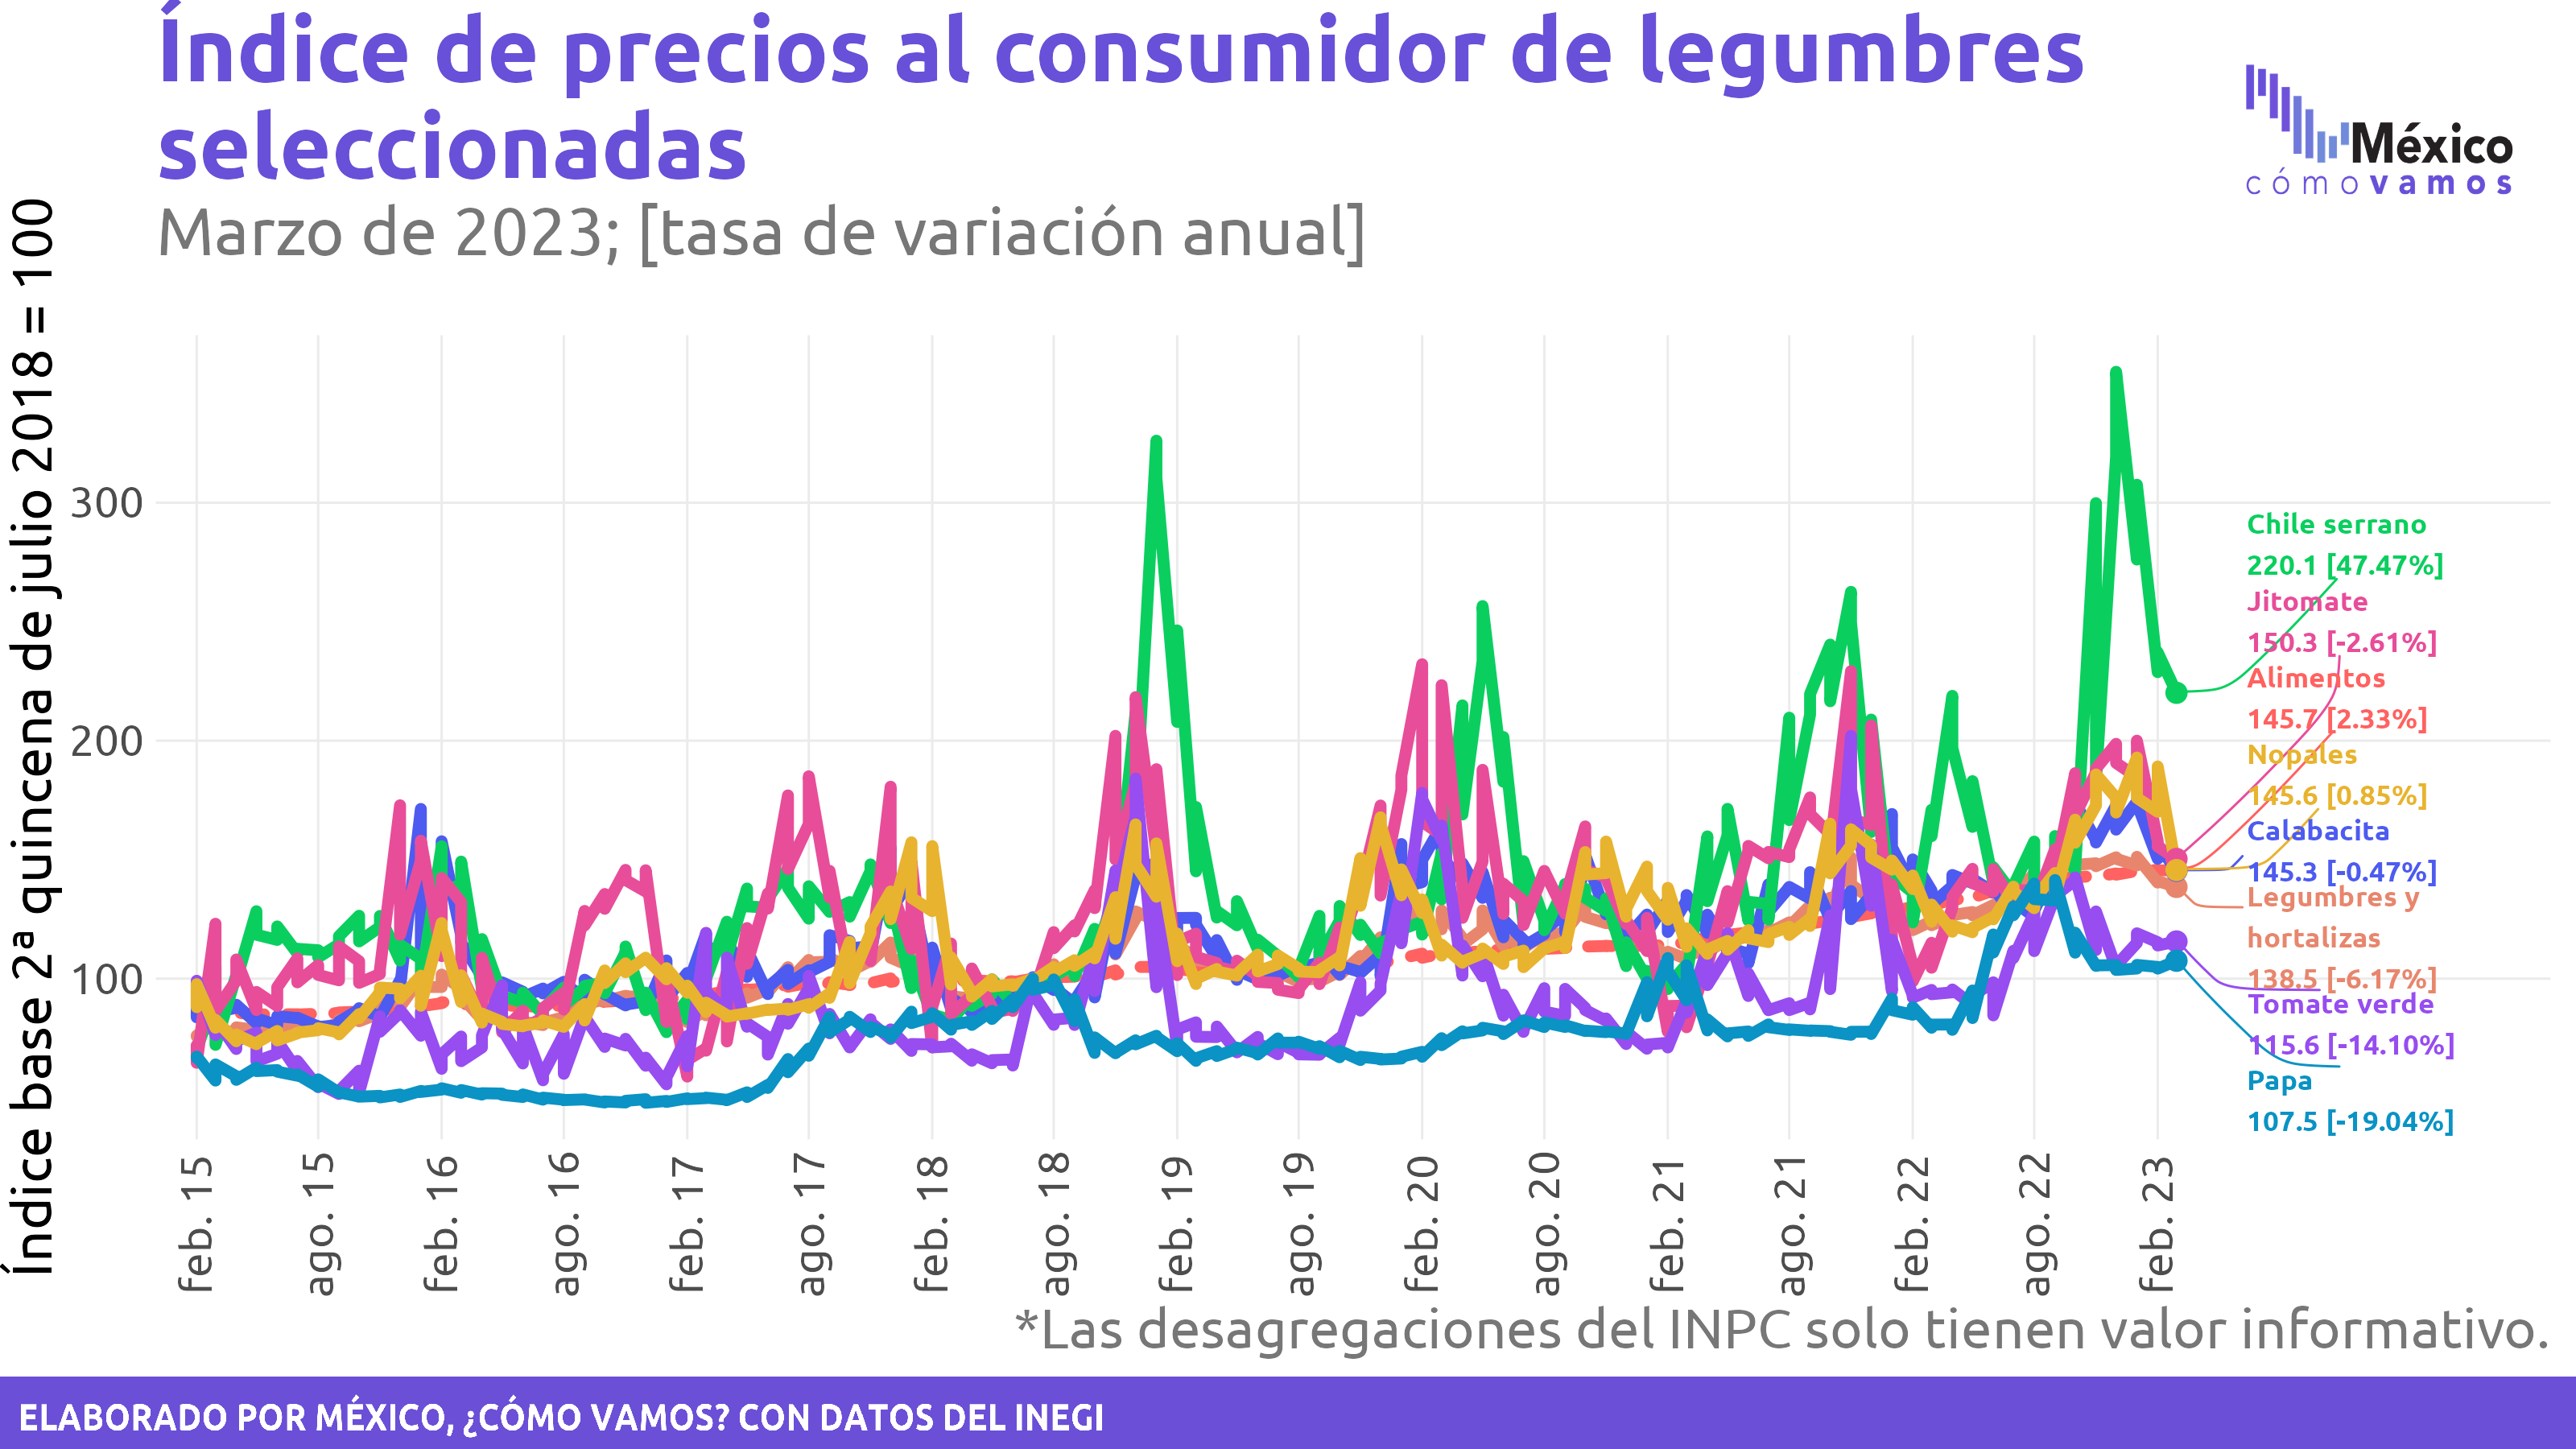 Índice de precios al consumidor de legumbres
seleccionadas
Marzo de 2023; [tasa de variación anual]
México
cómo vamos
Índice base 2ª quincena de julio 2018 = 100
300
200
100
Chile serrano
220.1 [47.47%]
Jitomate
150.3 [-2.61%]
Alimentos
145.7 [2.33%]
Nopales
145.6 [0.85%]
Calabacita
145.3 [-0.47%]
Legumbres y
hortalizas
138.5 [-6.17%]
Tomate verde
115.6 [-14.10%]
Papa
107.5 [-19.04%]
feb. 15
ago. 15
feb. 16
ago. 16
feb. 17
ago. 17
feb. 18
ago. 18
feb. 19
ago. 19
feb. 20
ago. 20
feb. 21
ago. 21
feb. 22
ago. 22
feb. 23
*Las desagregaciones del INPC solo tienen valor informativo.
ELABORADO POR MÉXICO, ¿CÓMO VAMOS? CON DATOS DEL INEGI